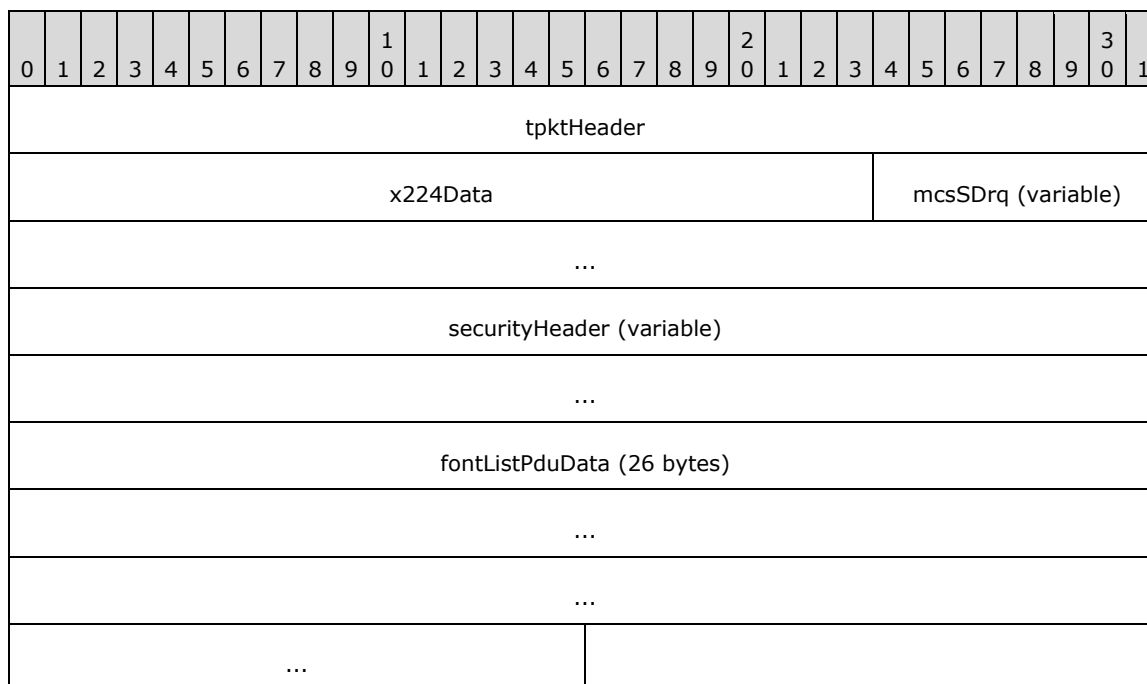 1 2 3
0 1 2 3 4 5 6 7 8 9 0 1 2 3 4 5 6 7 8 9 0 1 2 3 4 5 6 7 8 9 0 1
tpktHeader
x224Data mcsSDrq (variable)
...
securityHeader (variable)
...
fontListPduData (26 bytes)
...
...
...